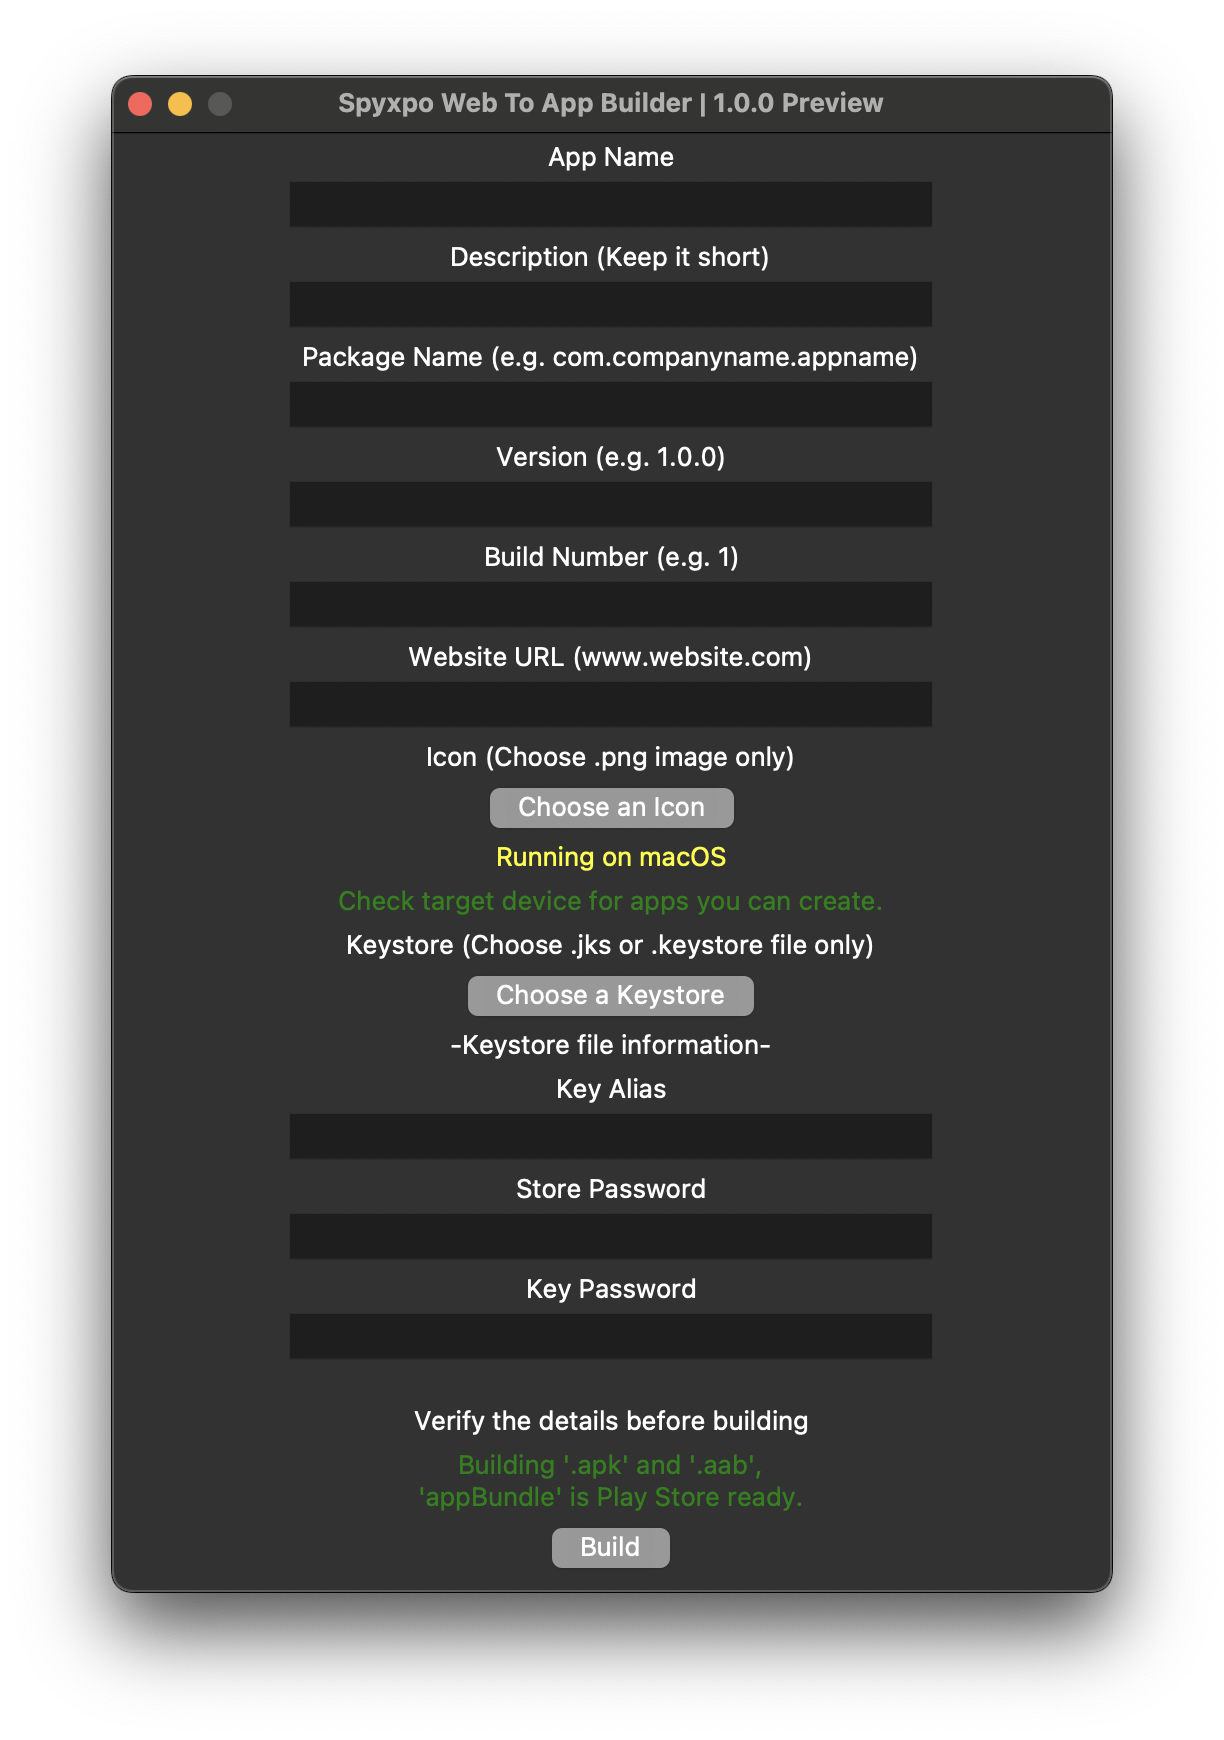 Spyxpo Web To App Builder | 1.0.0 Preview
App Name
Description (Keep it short)
Package Name (e.g. com.companyname.appname)
Version (e.g. 1.0.0)
Build Number (e.g. 1)
Website URL (www.website.com)
Icon (Choose .png image only)
Choose an Icon
Running on macOS
Check target device for apps you can create.
Keystore (Choose .jks or .keystore file only)
Choose a Keystore
-Keystore file information-
Key Alias
Store Password
Key Password
Verify the details before building
Building '.apk' and '.aab',
'appBundle' is Play Store ready.
Build